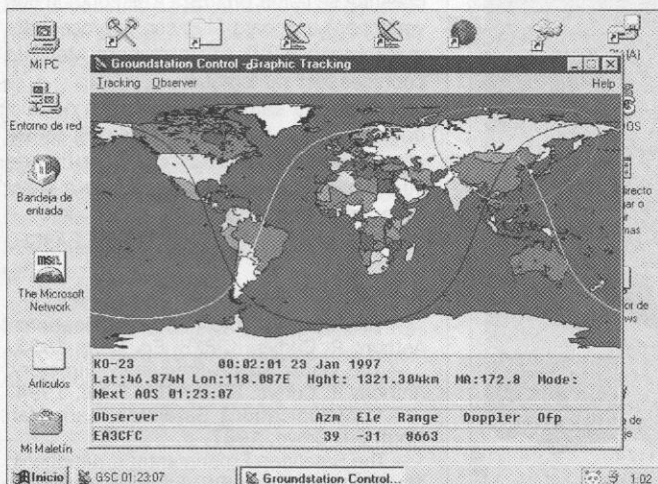 Mi PC
Entorno de red
Bandeja de
entrada
msn.
The Microsoft
Network
Articulos
Mi Maletín
Groundstation Control - Graphic Tracking
Tracking Observer Help
KO-23 00:02:01 23 Jan 1997
Lat:46.874N Lon:118.087E Hght: 1321.304km MA:172.8 Mode:
Next AOS 01:23:07
Observer Azm Ele Range Doppler Ofp
EA3CFC 39 -31 8663
Inicio GSC 01:23:07 Groundstation Control... 1:02